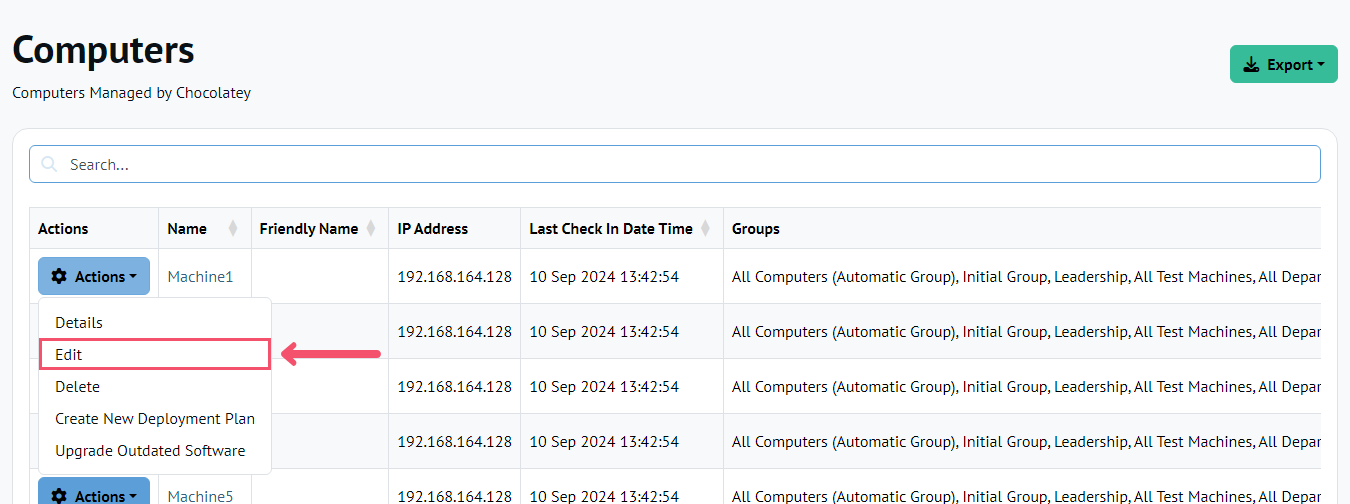 Computers
Export
Computers Managed by Chocolatey
Search...
Actions Name Friendly Name IP Address Last Check In Date Time Groups
Actions Machine1 192.168.164.128 10 Sep 2024 13:42:54 All Computers (Automatic Group), Initial Group, Leadership, All Test Machines, All Depar
Details
192.168.164.128 10 Sep 2024 13:42:54 All Computers (Automatic Group), Initial Group, Leadership, All Test Machines, All Depar
Edit
Delete
192.168.164.128 10 Sep 2024 13:42:54 All Computers (Automatic Group), Initial Group, Leadership, All Test Machines, All Depar
Create New Deployment Plan
192.168.164.128 10 Sep 2024 13:42:54 All Computers (Automatic Group), Initial Group, Leadership, All Test Machines, All Depar
Upgrade Outdated Software
Actions Machine5 192.168.164.128 10 Sep 2024 13:42:54 All Computers (Automatic Group), Initial Group, Leadership, All Test Machines, All Depar